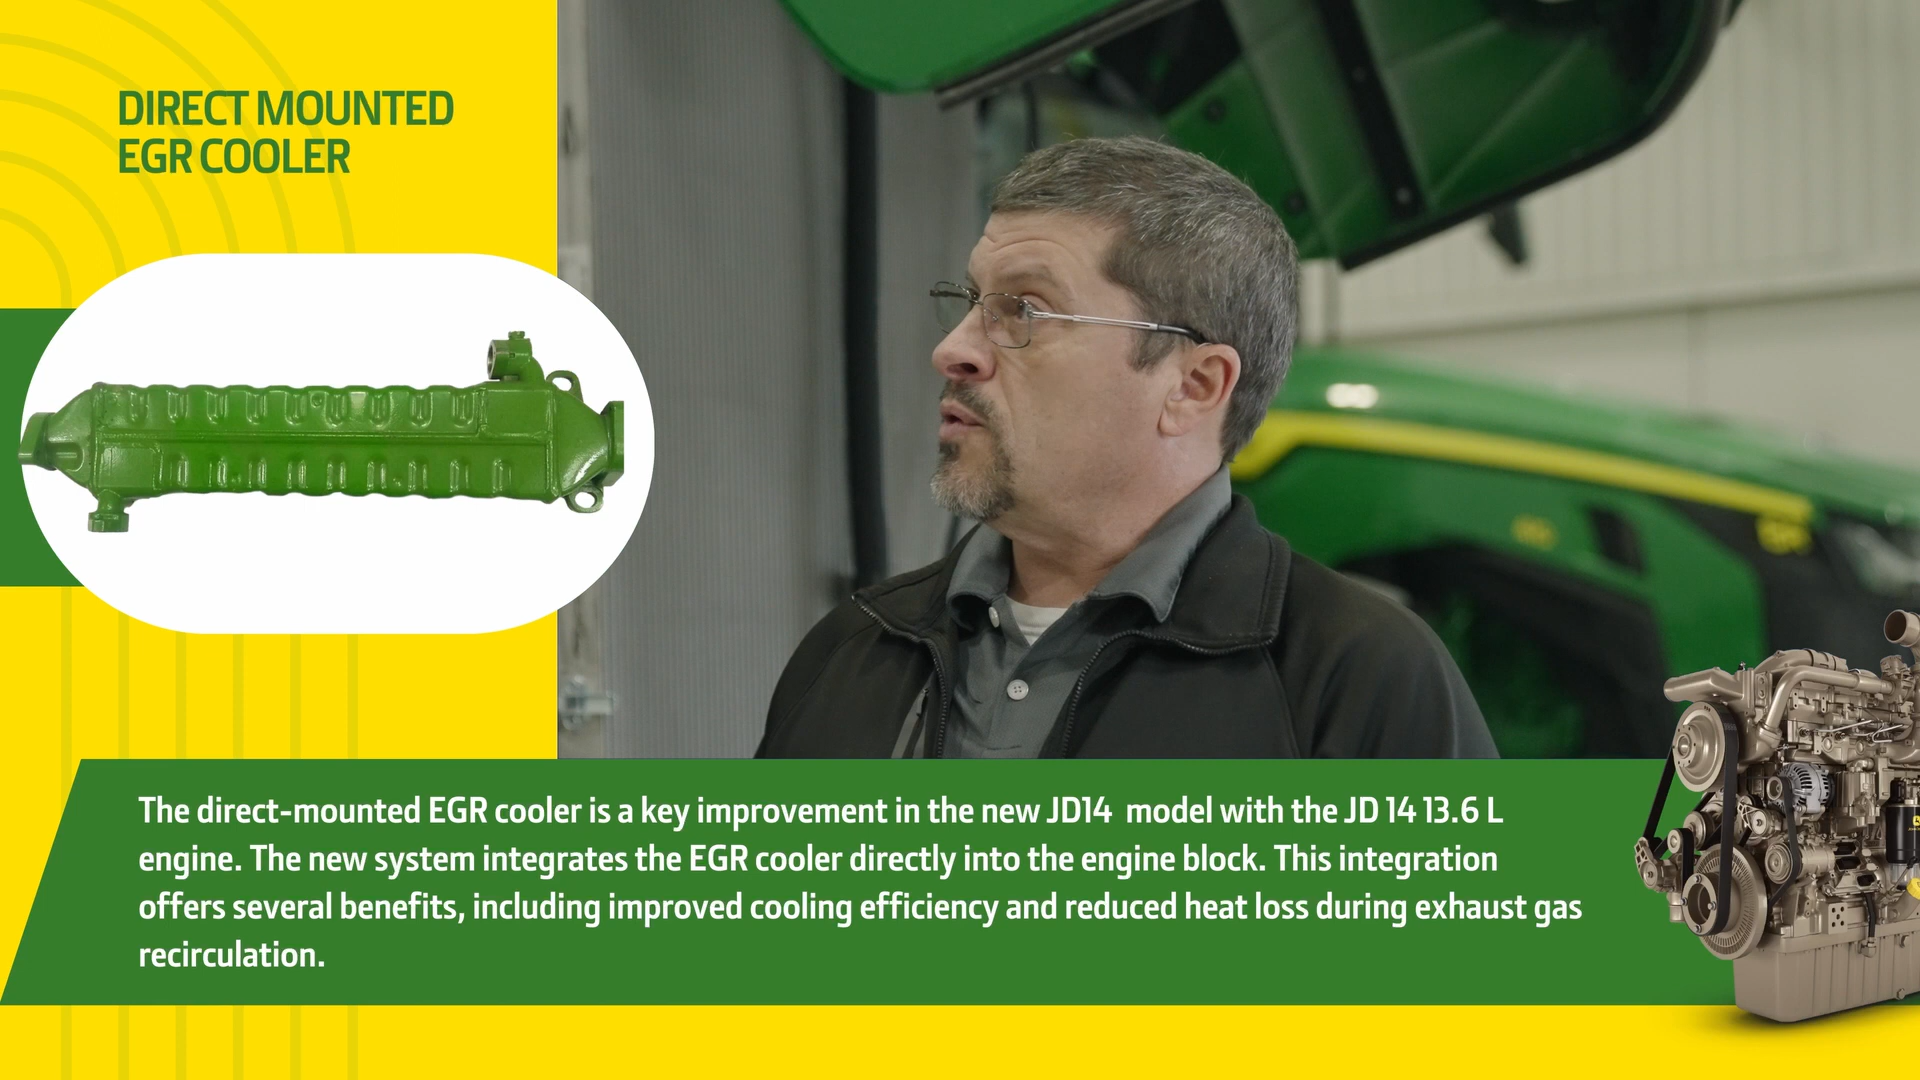 DIRECT MOUNTED
EGR COOLER
The direct-mounted EGR cooler is a key improvement in the new JD14 model with the JD 14 13.6 L
engine. The new system integrates the EGR cooler directly into the engine block. This integration
offers several benefits, including improved cooling efficiency and reduced heat loss during exhaust gas
recirculation.